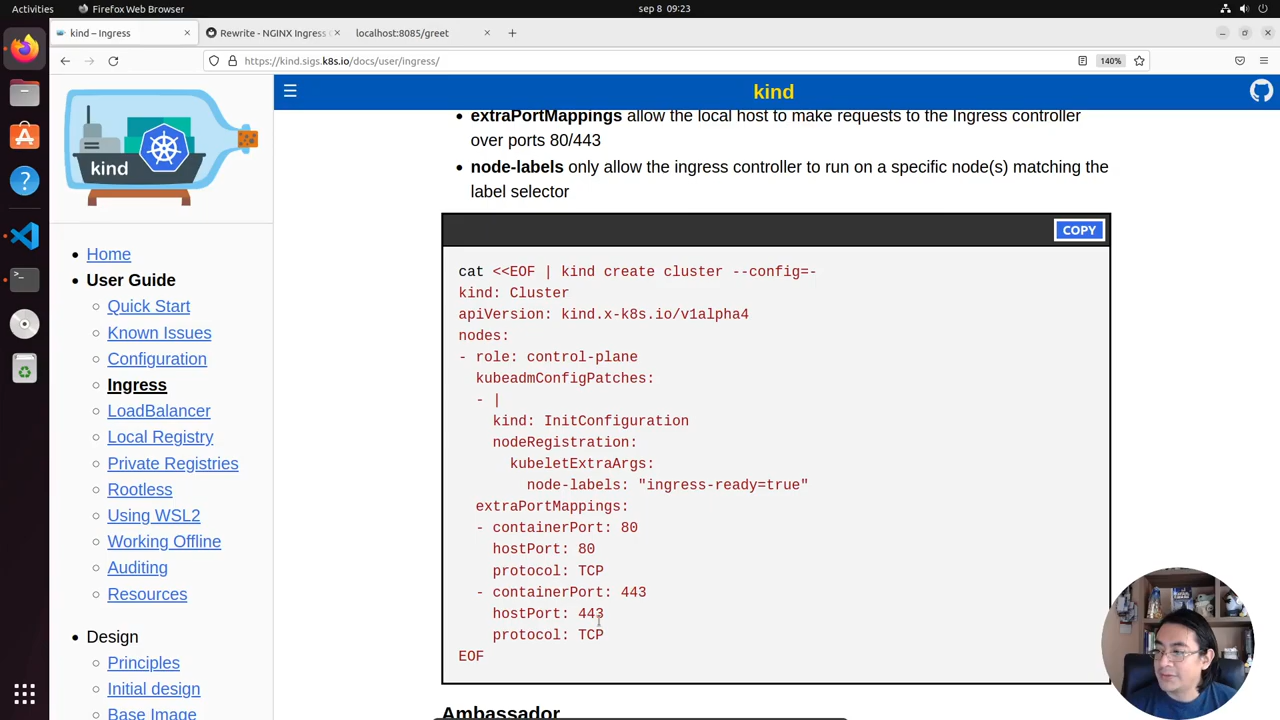 Activities
Firefox Web Browser
sep 8 09:23
kind – Ingress
Rewrite - NGINX Ingress
localhost:8085/greet
https://kind.sigs.k8s.io/docs/user/ingress/
140%
kind
kind
Home
User Guide
Quick Start
Known Issues
Configuration
Ingress
LoadBalancer
Local Registry
Private Registries
Rootless
Using WSL2
Working Offline
Auditing
Resources
Design
Principles
Initial design
Base Image
extraPortMappings allow the local host to make requests to the Ingress controller
over ports 80/443
node-labels only allow the ingress controller to run on a specific node(s) matching the
label selector
COPY
cat <<EOF | kind create cluster --config=-
kind: Cluster
apiVersion: kind.x-k8s.io/v1alpha4
nodes:
- role: control-plane
  kubeadmConfigPatches:
  - |
    kind: InitConfiguration
    nodeRegistration:
      kubeletExtraArgs:
        node-labels: "ingress-ready=true"
  extraPortMappings:
  - containerPort: 80
    hostPort: 80
    protocol: TCP
  - containerPort: 443
    hostPort: 443
    protocol: TCP
EOF
Ambassador